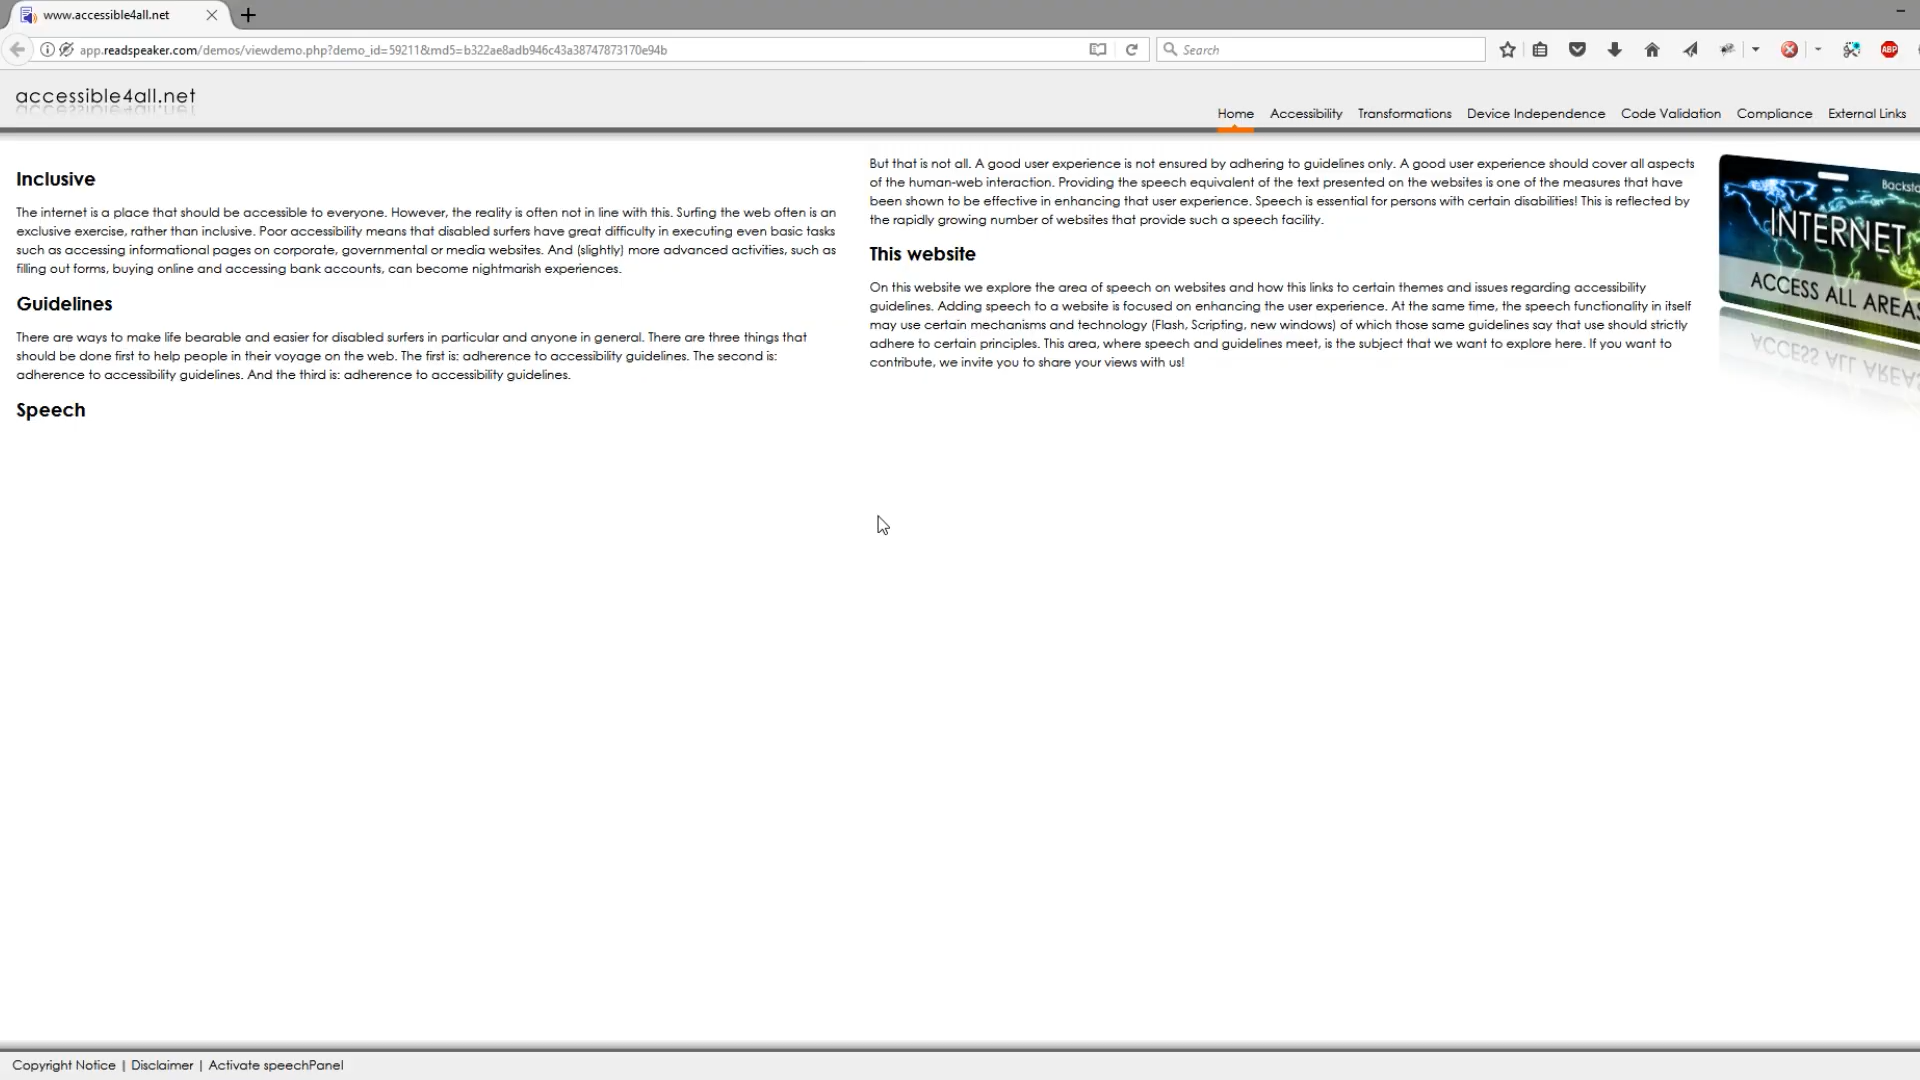 www.accessible4all.net
app.readspeaker.com/demos/viewdemo.php?demo_id=59211&md5=b322ae8adb946c43a38747873170e94b
Search
ABP
accessible4all.net
Home
Accessibility
Transformations
Device Independence
Code Validation
Compliance
External Links
Inclusive
The internet is a place that should be accessible to everyone. However, the reality is often not in line with this. Surfing the web often is an
exclusive exercise, rather than inclusive. Poor accessibility means that disabled surfers have great difficulty in executing even basic tasks
such as accessing informational pages on corporate, governmental or media websites. And (slightly) more advanced activities, such as
filling out forms, buying online and accessing bank accounts, can become nightmarish experiences.
Guidelines
There are ways to make life bearable and easier for disabled surfers in particular and anyone in general. There are three things that
should be done first to help people in their voyage on the web. The first is: adherence to accessibility guidelines. The second is:
adherence to accessibility guidelines. And the third is: adherence to accessibility guidelines.
Speech
But that is not all. A good user experience is not ensured by adhering to guidelines only. A good user experience should cover all aspects
of the human-web interaction. Providing the speech equivalent of the text presented on the websites is one of the measures that have
been shown to be effective in enhancing that user experience. Speech is essential for persons with certain disabilities! This is reflected by
the rapidly growing number of websites that provide such a speech facility.
This website
On this website we explore the area of speech on websites and how this links to certain themes and issues regarding accessibility
guidelines. Adding speech to a website is focused on enhancing the user experience. At the same time, the speech functionality in itself
may use certain mechanisms and technology (Flash, Scripting, new windows) of which those same guidelines say that use should strictly
adhere to certain principles. This area, where speech and guidelines meet, is the subject that we want to explore here. If you want to
contribute, we invite you to share your views with us!
INTERNET
ACCESS ALL AREAS
Copyright Notice | Disclaimer | Activate speechPanel